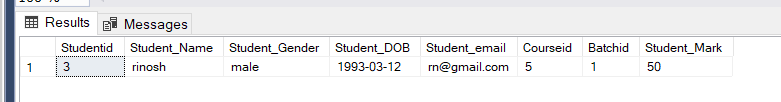 Results Messages
Studentid Student_Name Student_Gender Student_DOB Student_email Courseid Batchid Student_Mark
1 3 rinosh male 1993-03-12 rn@gmail.com 5 1 50